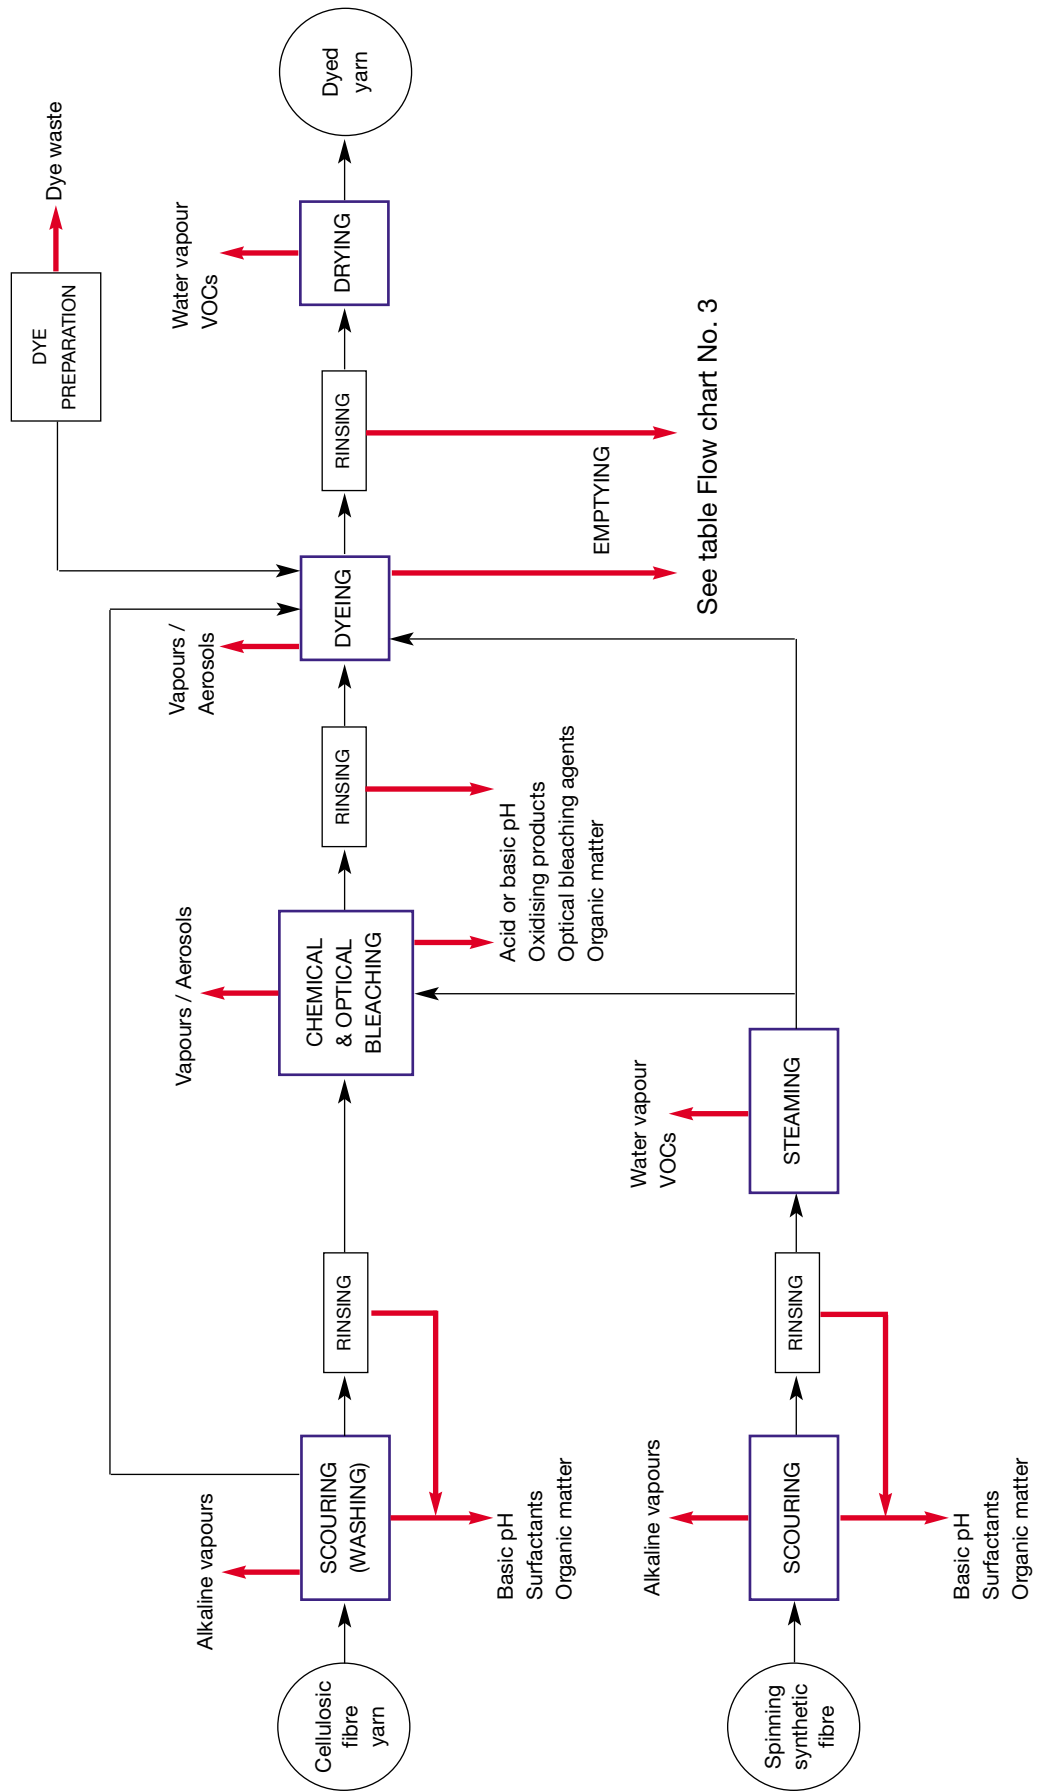 DYE
PREPARATION
Dye waste
Cellulosic
fibre
yarn
SCOURING
(WASHING)
Alkaline vapours
Basic pH
Surfactants
Organic matter
RINSING
CHEMICAL
& OPTICAL
BLEACHING
Vapours / Aerosols
Acid or basic pH
Oxidising products
Optical bleaching agents
Organic matter
RINSING
DYEING
Vapours /
Aerosols
EMPTYING
See table Flow chart No. 3
RINSING
DRYING
Water vapour
VOCs
Dyed
yarn
Spinning
synthetic
fibre
SCOURING
Alkaline vapours
Basic pH
Surfactants
Organic matter
RINSING
STEAMING
Water vapour
VOCs